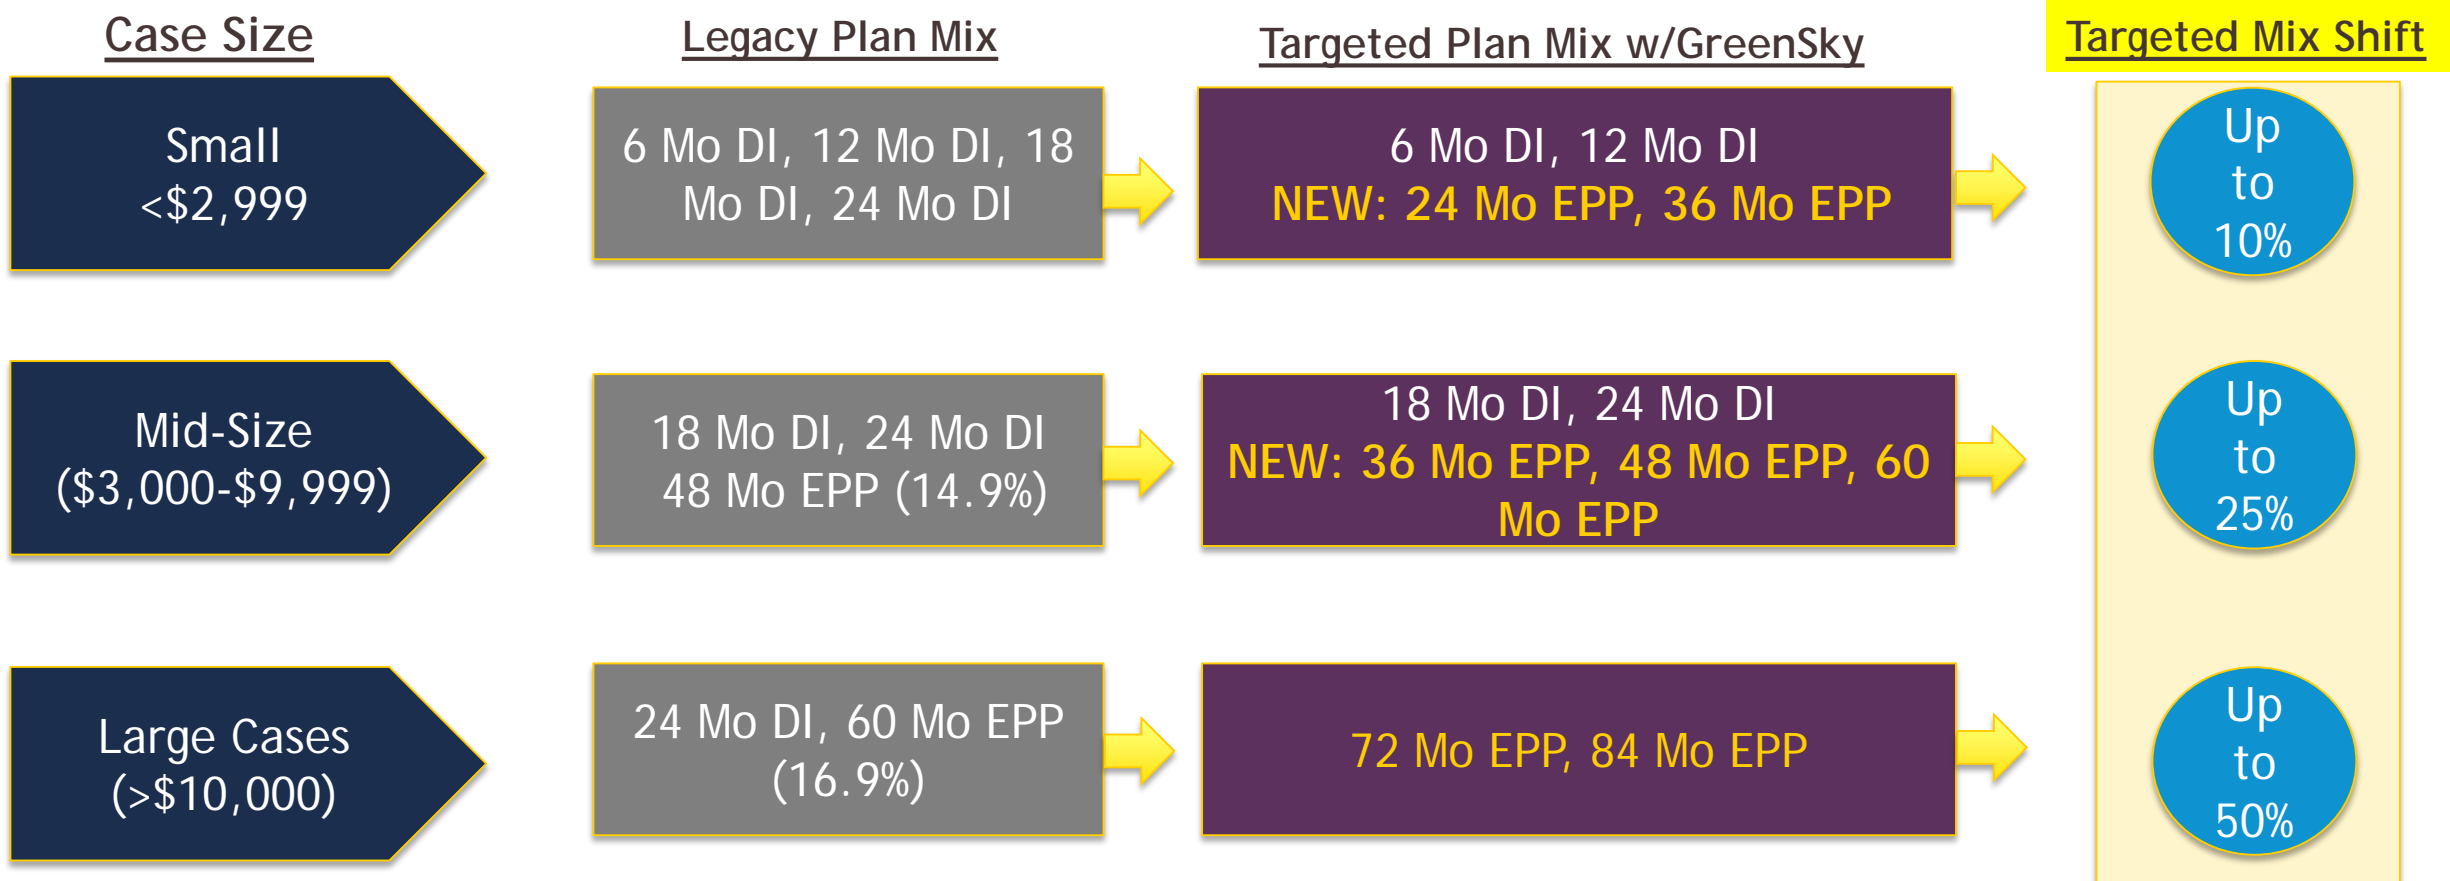 Case Size
Legacy Plan Mix
Targeted Plan Mix w/GreenSky
Targeted Mix Shift
Small
<$2,999
6 Mo DI, 12 Mo DI, 18
Mo DI, 24 Mo DI
6 Mo DI, 12 Mo DI
NEW: 24 Mo EPP, 36 Mo EPP
Up
to
10%
Mid-Size
($3,000-$9,999)
18 Mo DI, 24 Mo DI
48 Mo EPP (14.9%)
18 Mo DI, 24 Mo DI
NEW: 36 Mo EPP, 48 Mo EPP, 60
Mo EPP
Up
to
25%
Large Cases
(>$10,000)
24 Mo DI, 60 Mo EPP
(16.9%)
72 Mo EPP, 84 Mo EPP
Up
to
50%